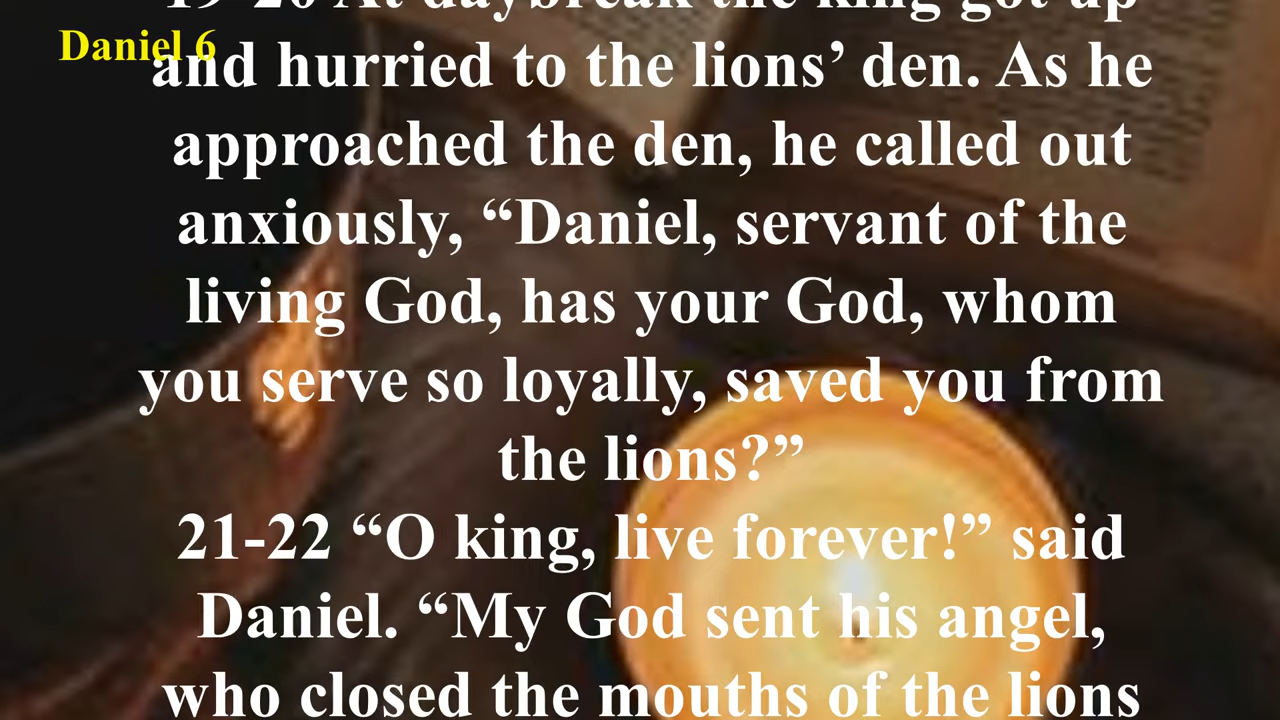 19-20 At daybreak the king got up
Daniel 6
and hurried to the lions’ den. As he
approached the den, he called out
anxiously, “Daniel, servant of the
living God, has your God, whom
you serve so loyally, saved you from
the lions?”
21-22 “O king, live forever!” said
Daniel. “My God sent his angel,
who closed the mouths of the lions